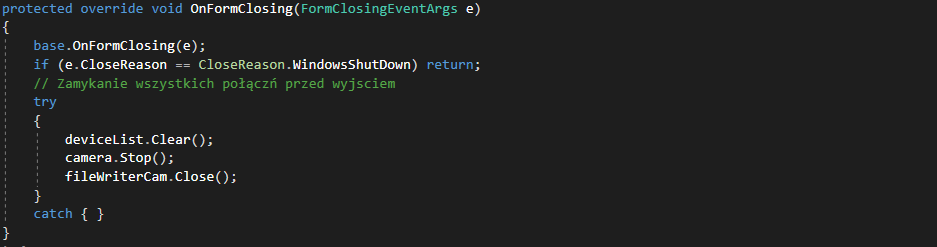 protected override void OnFormClosing(FormClosingEventArgs e)
{
base.OnFormClosing(e);
if (e.CloseReason == CloseReason.WindowsShutDown) return;
// Zamykanie wszystkich połączń przed wyjsciem
try
{
deviceList.Clear();
camera.Stop();
fileWriterCam.Close();
}
catch { }
}